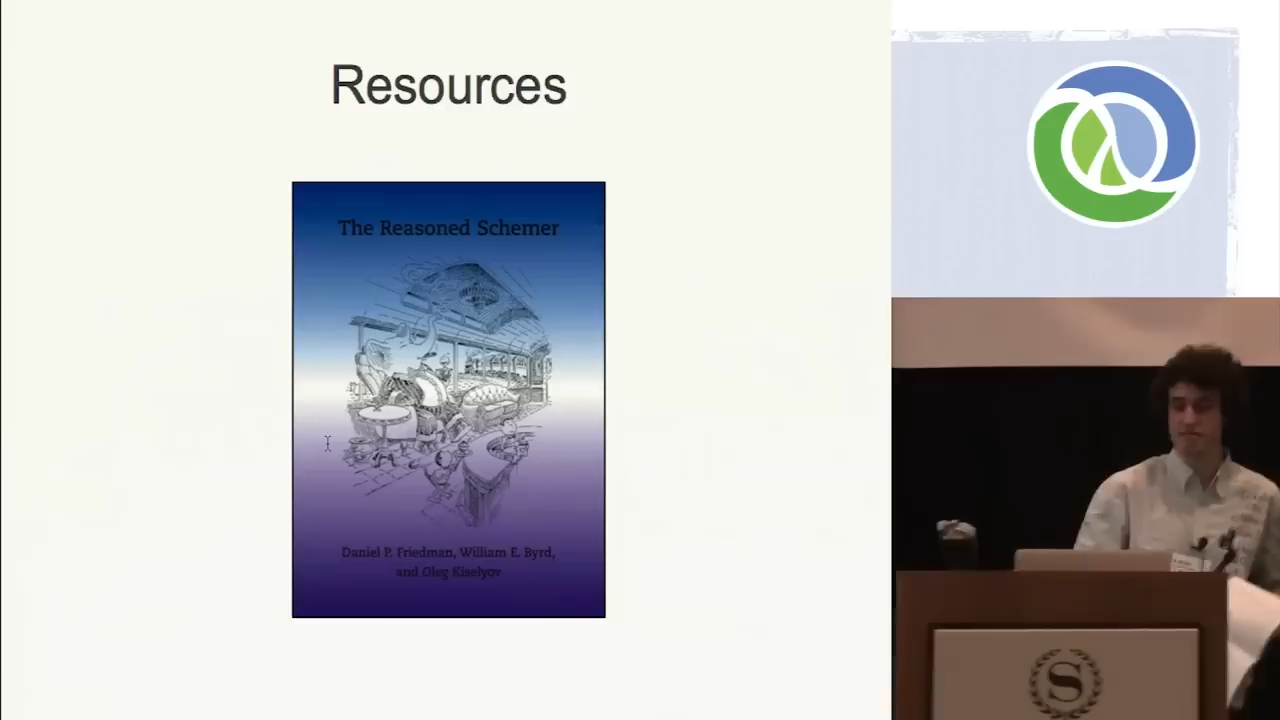 Resources
The Reasoned Schemer
Daniel P. Friedman, William E. Byrd,
and Oleg Kiselyov
S